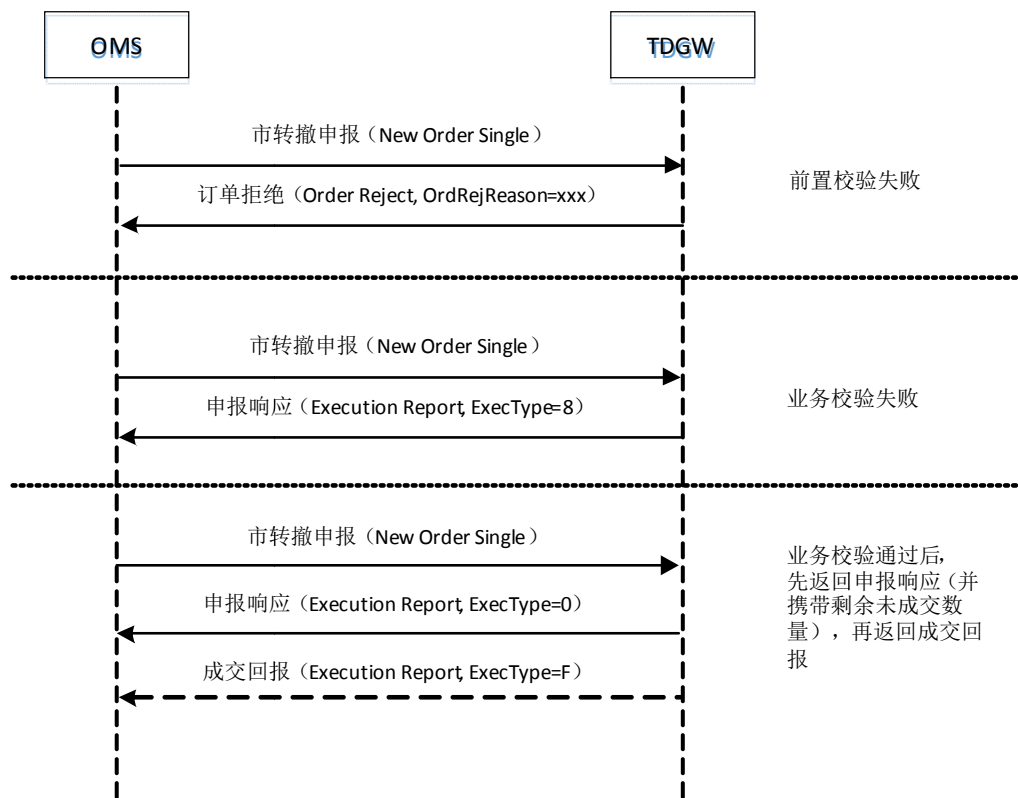 OMS
TDGW
市转撤申报（New Order Single）
订单拒绝（Order Reject, OrdRejReason=xxx）
前置校验失败
市转撤申报（New Order Single）
申报响应（Execution Report, ExecType=8）
业务校验失败
市转撤申报（New Order Single）
申报响应（Execution Report, ExecType=0）
成交回报（Execution Report, ExecType=F）
业务校验通过后,
先返回申报响应（并
携带剩余未成交数
量），再返回成交回
报